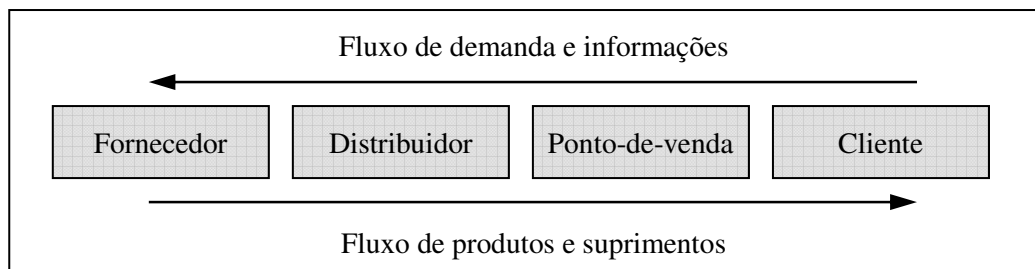 Fluxo de demanda e informações
Fornecedor
Distribuidor
Ponto-de-venda
Cliente
Fluxo de produtos e suprimentos